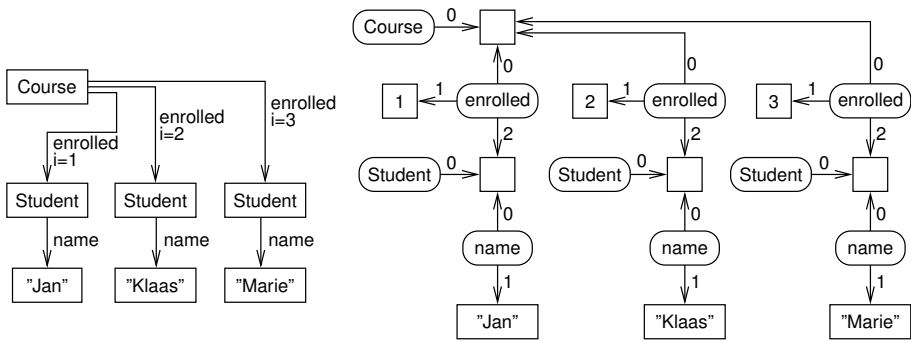 Course
enrolled
i=1
enrolled
i=2
enrolled
i=3
Student
Student
Student
name
name
name
”Jan”
”Klaas”
”Marie”
Course
0
0
0
0
1
1
enrolled
2
1
enrolled
3
1
enrolled
2
2
2
Student
0
Student
0
Student
0
0
0
0
name
name
name
1
1
1
”Jan”
”Klaas”
”Marie”